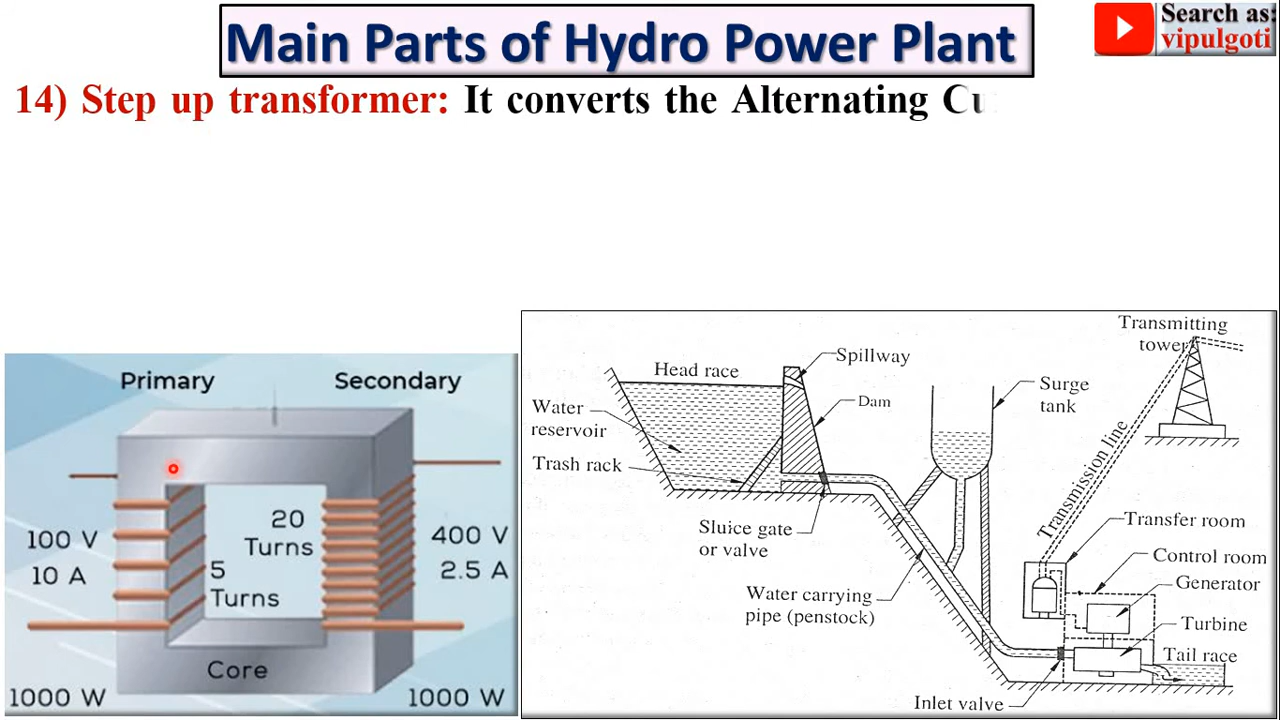 Main Parts of Hydro Power Plant
Search as:
vipulgoti
14) Step up transformer: It converts the Alternating Cu
Primary
Secondary
100 V
10 A
20
Turns
5
Turns
400 V
2.5 A
Core
1000 W
1000 W
Transmitting
tower
Spillway
Head race
Surge
tank
Dam
Water
reservoir
Trash rack
Transmission line
Sluice gate
or valve
Transfer room
Control room
Generator
Water carrying
pipe (penstock)
Turbine
Tail race
Inlet valve